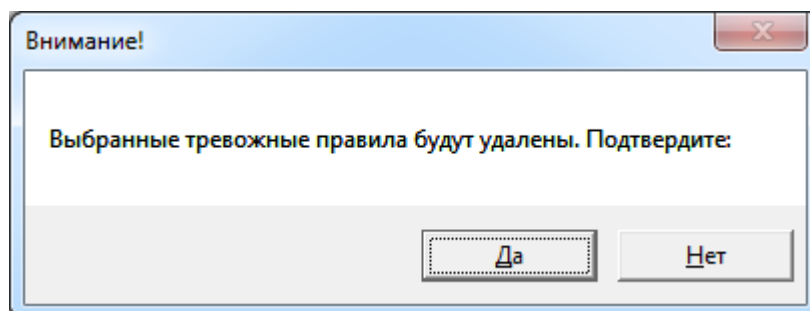 Внимание!
Выбранные тревожные правила будут удалены. Подтвердите:
Да
Нет